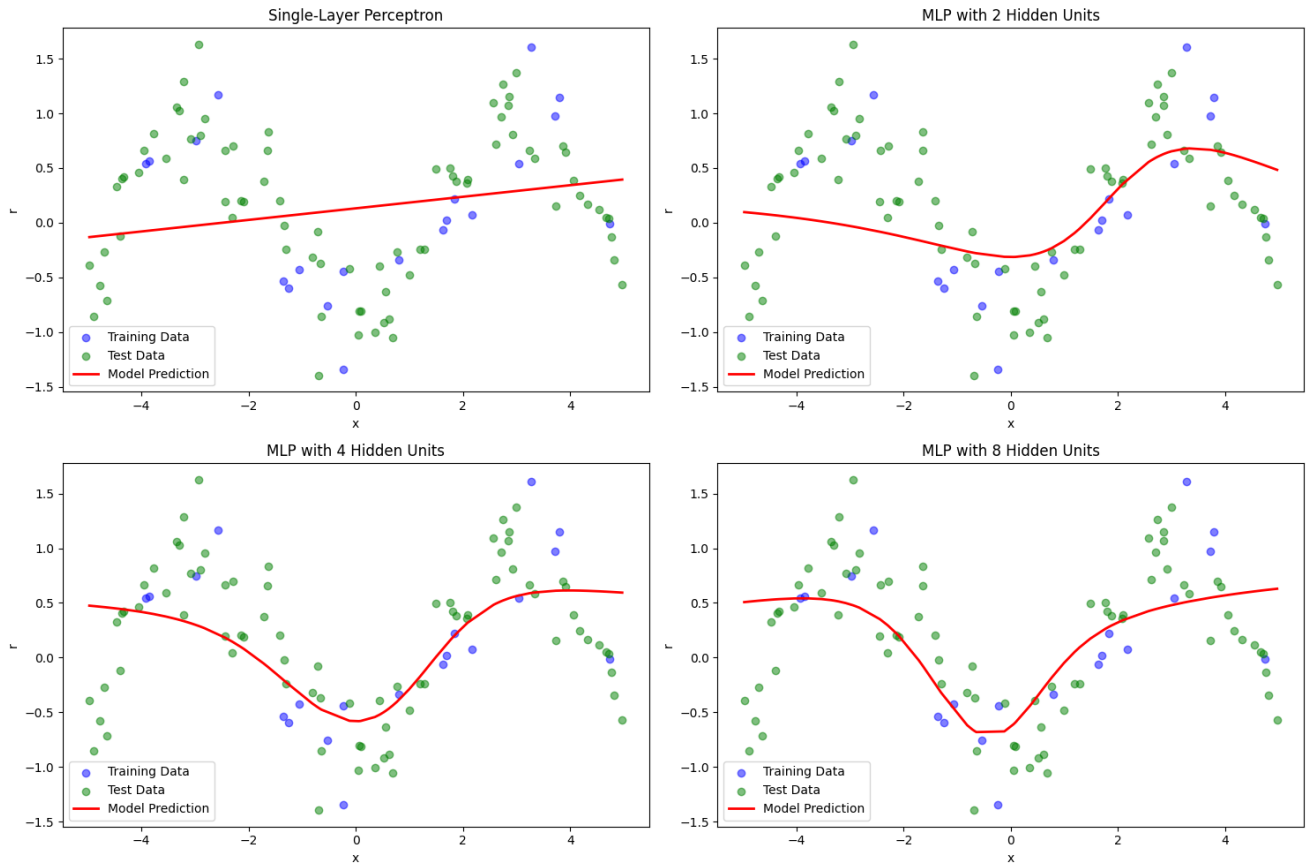 Single-Layer Perceptron
r
1.5
1.0
0.5
0.0
−0.5
−1.0
−1.5
Training Data
Test Data
Model Prediction
−4 −2 0 2 4
x
MLP with 2 Hidden Units
r
1.5
1.0
0.5
0.0
−0.5
−1.0
−1.5
Training Data
Test Data
Model Prediction
−4 −2 0 2 4
x
MLP with 4 Hidden Units
r
1.5
1.0
0.5
0.0
−0.5
−1.0
−1.5
Training Data
Test Data
Model Prediction
−4 −2 0 2 4
x
MLP with 8 Hidden Units
r
1.5
1.0
0.5
0.0
−0.5
−1.0
−1.5
Training Data
Test Data
Model Prediction
−4 −2 0 2 4
x